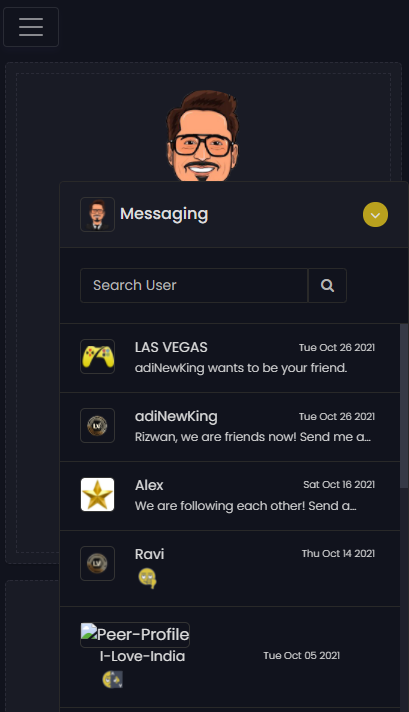 Messaging
Search User
LAS VEGAS Tue Oct 26 2021
adiNewKing wants to be your friend.
adiNewKing Tue Oct 26 2021
Rizwan, we are friends now! Send me a...
Alex Sat Oct 16 2021
We are following each other! Send a...
Ravi Thu Oct 14 2021
Peer-Profile
I-Love-India Tue Oct 05 2021